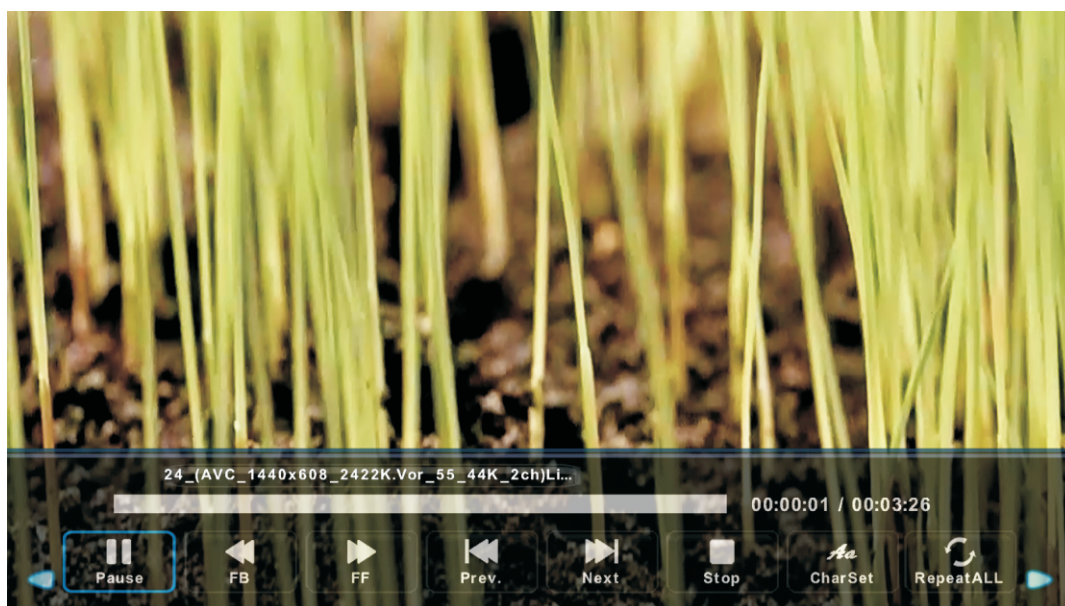 24_(AVC_1440x608_2422K.Vor_55_44K_2ch)Li...
00:00:01 / 00:03:26
Pause FB FF Prev. Next Stop Aa CharSet RepeatALL